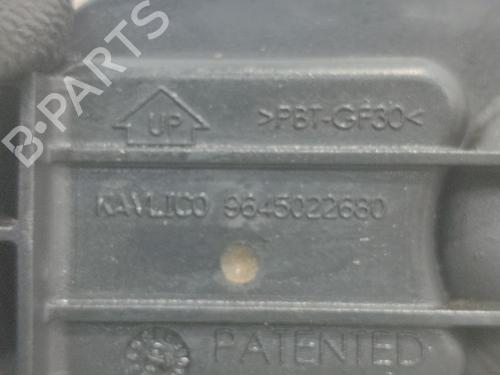 B-PARTS
UP
>PBT-GF30<
KAVLICO 9645022680
PATENTED